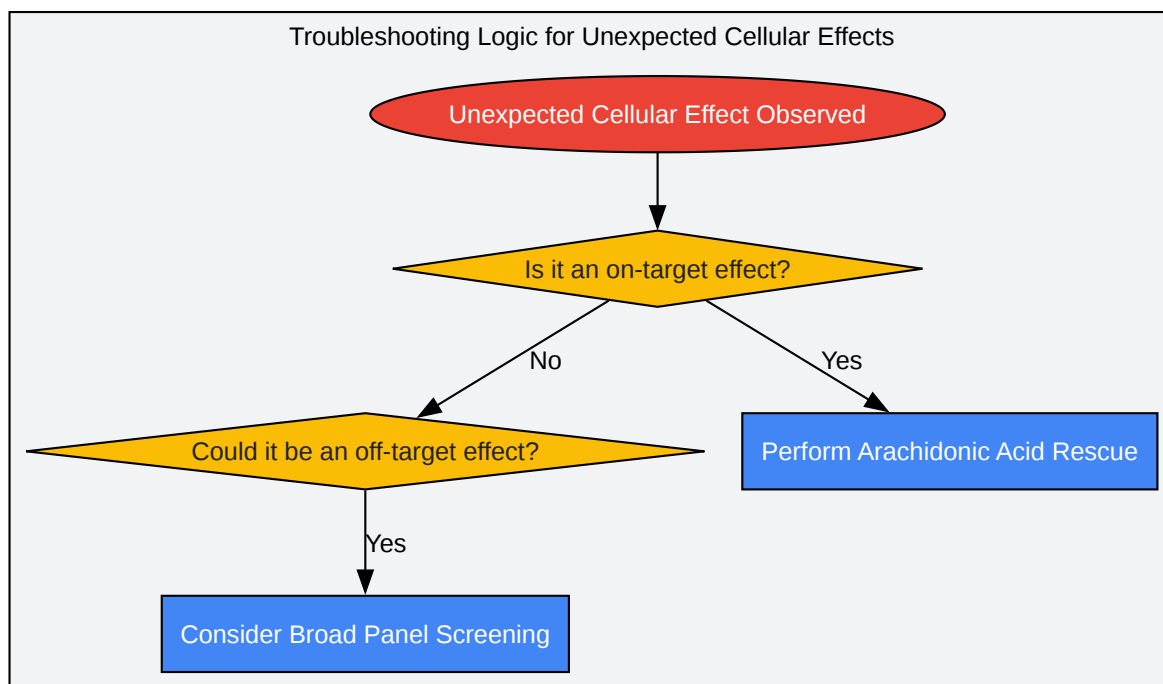 Troubleshooting Logic for Unexpected Cellular Effects
Unexpected Cellular Effect Observed
Is it an on-target effect?
No
Yes
Could it be an off-target effect?
Perform Arachidonic Acid Rescue
Yes
Consider Broad Panel Screening